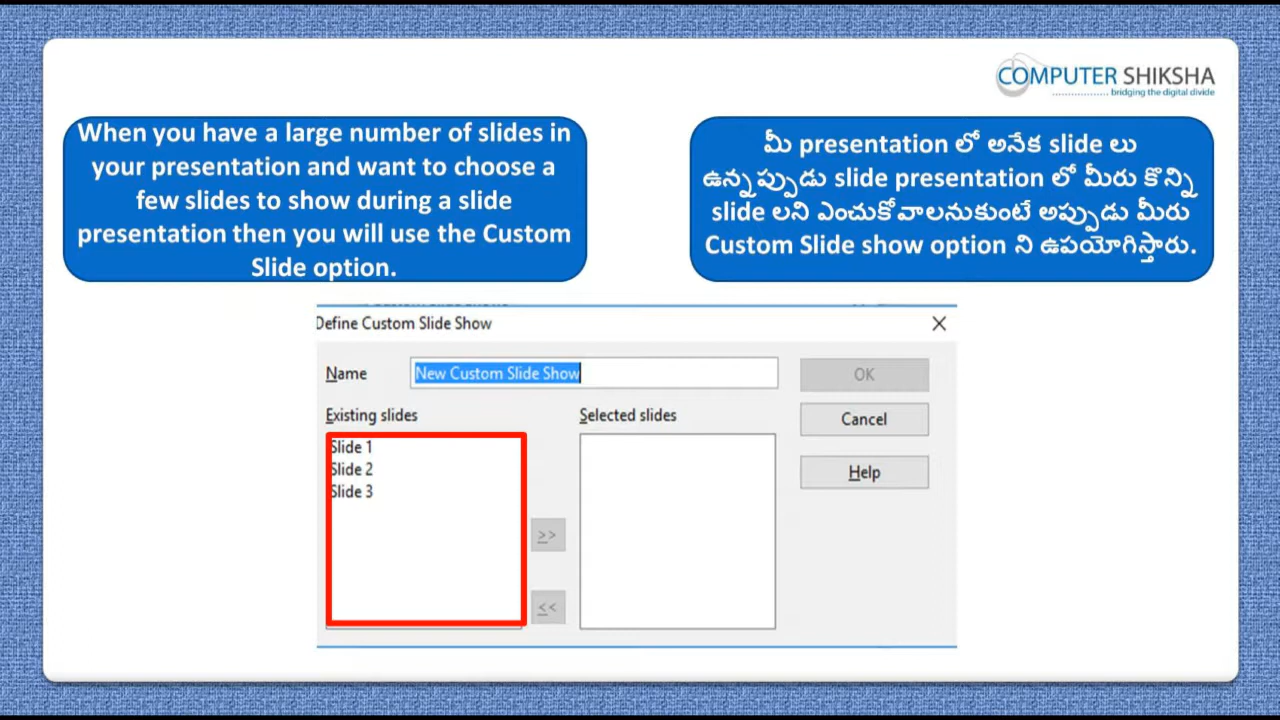 COMPUTER SHIKSHA
bridging the digital divide
When you have a large number of slides in
your presentation and want to choose a
few slides to show during a slide
presentation then you will use the Custom
Slide option.
మీ presentation లో అనేక slide లు
ఉన్నప్పుడు slide presentation లో మీరు కొన్ని
slide లని ఎంచుకోవాలనుకుంటే అప్పుడు మీరు
Custom Slide show option ని ఉపయోగిస్తారు.
Define Custom Slide Show
Name
New Custom Slide Show
OK
Existing slides
Selected slides
Cancel
Slide 1
Slide 2
Slide 3
Help
>>
<<